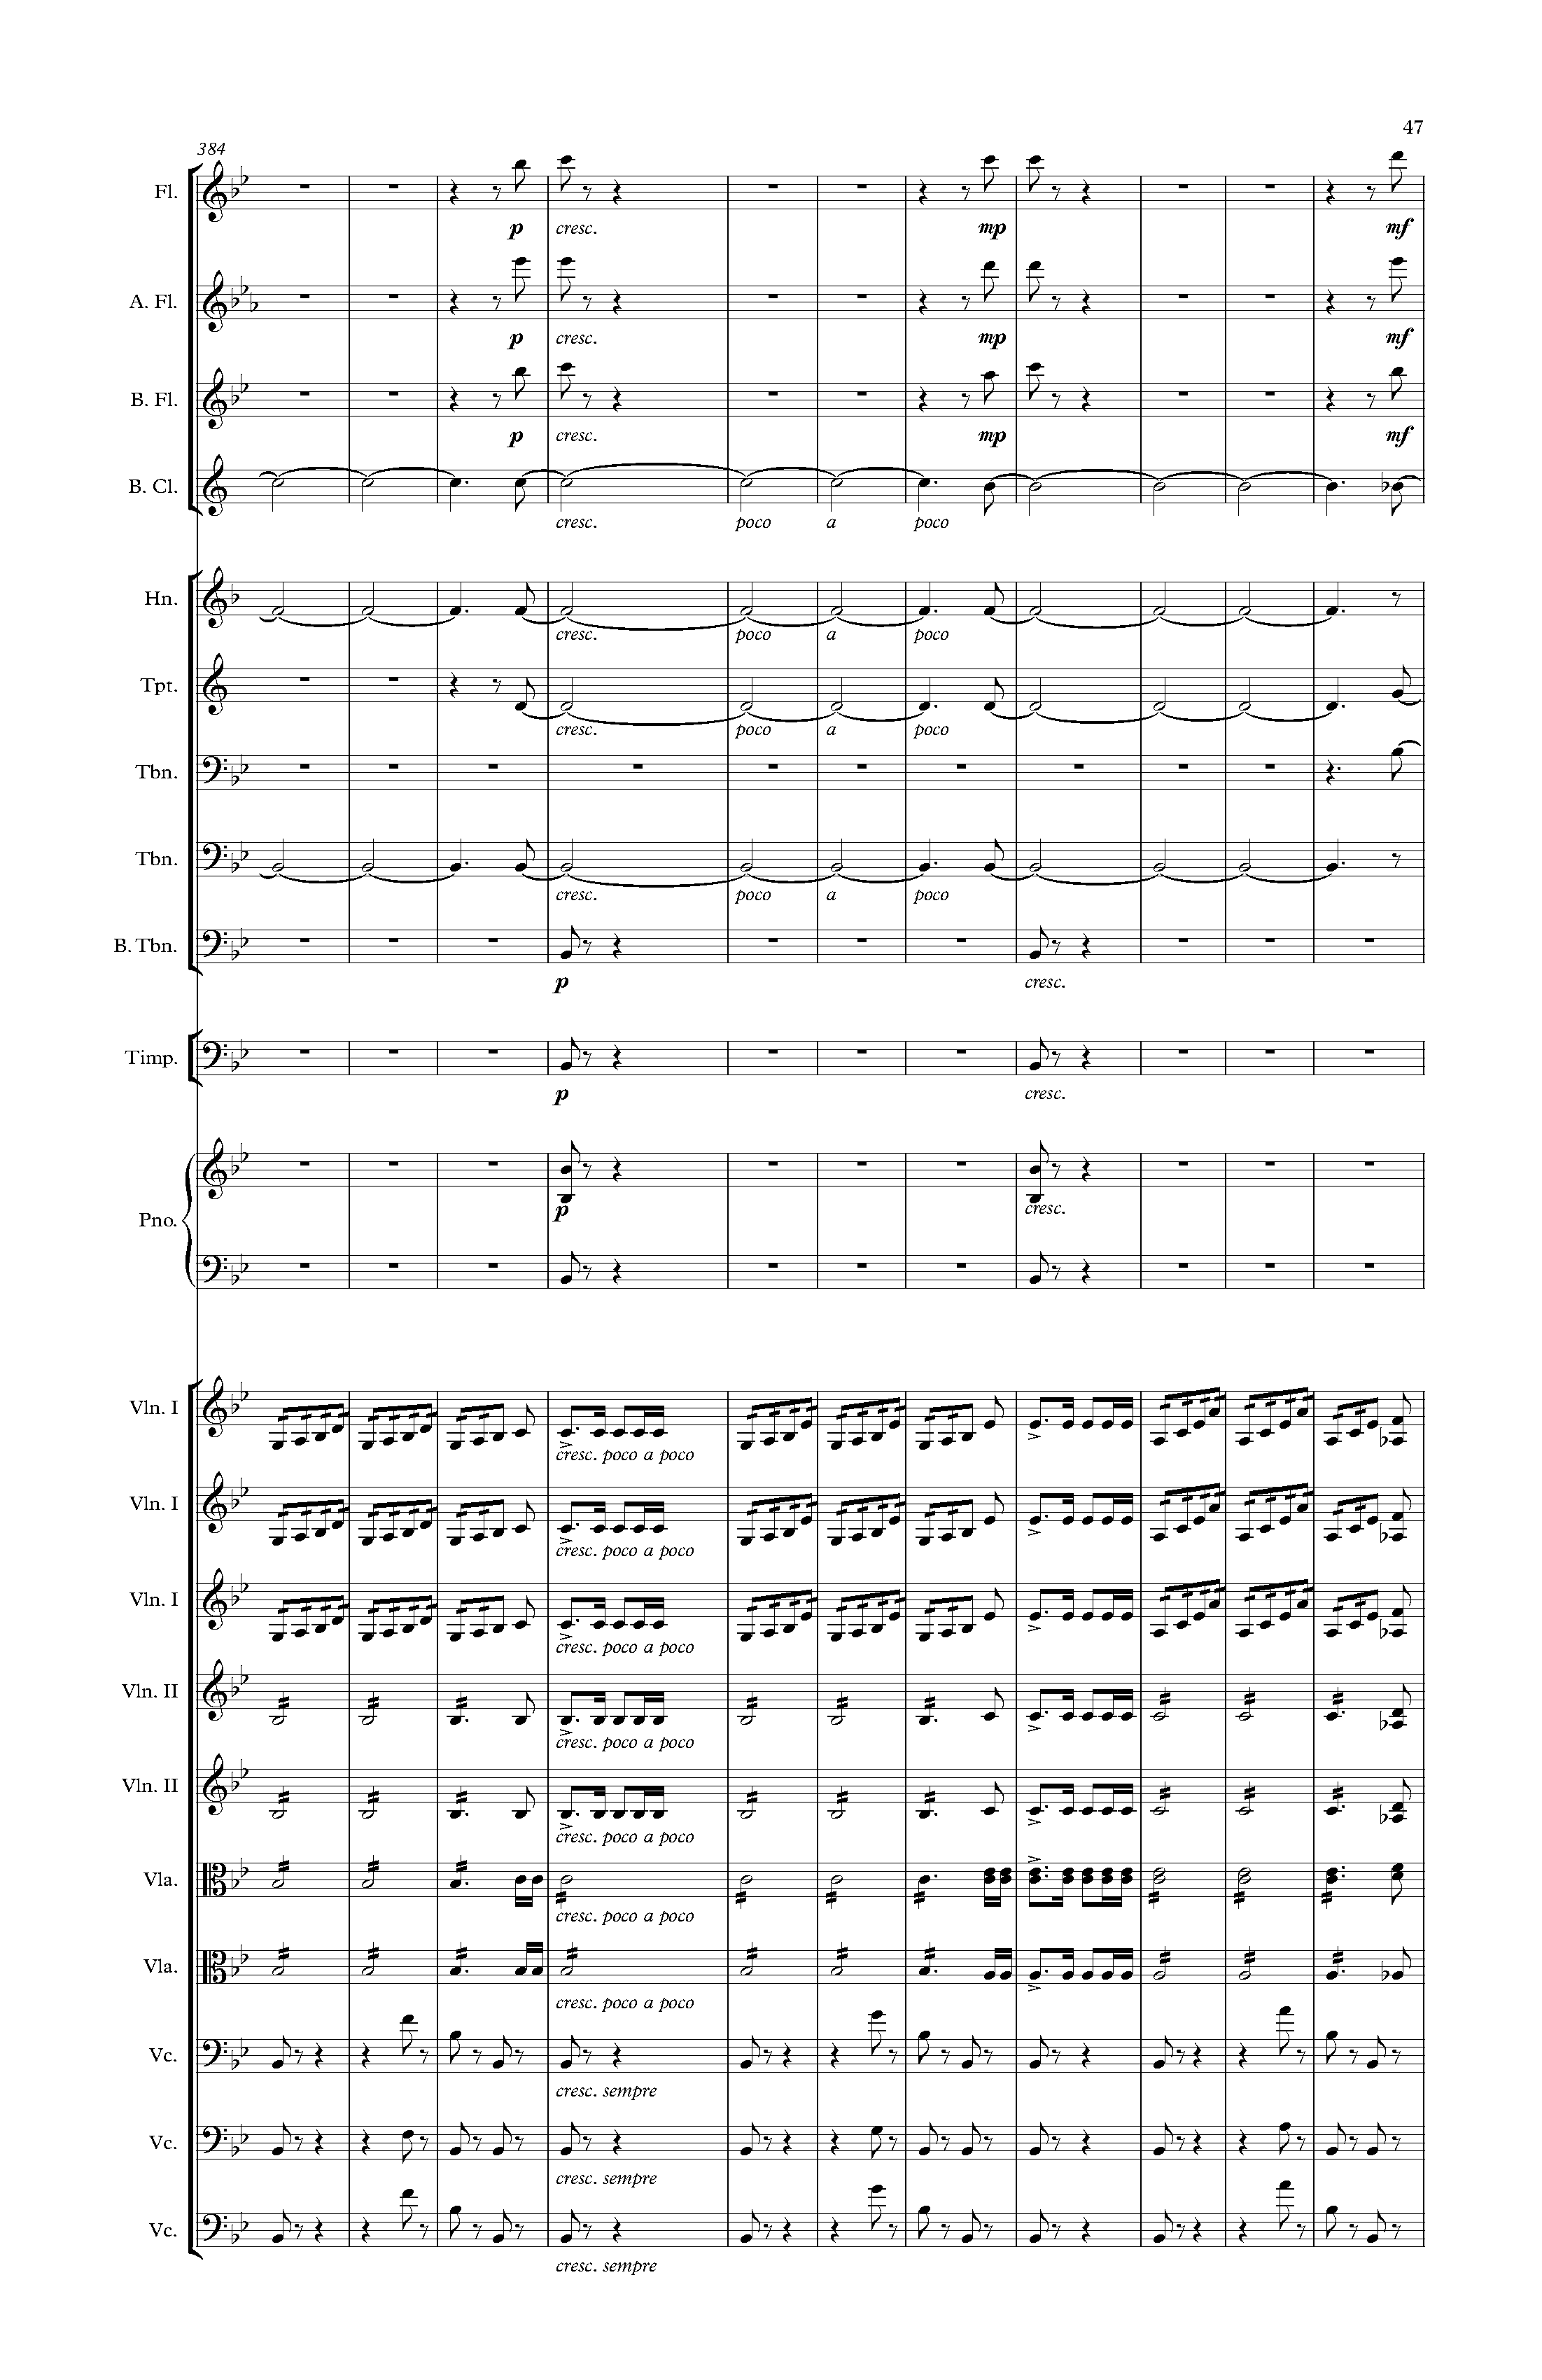 47
384
Fl.
p cresc. mp mf
A. Fl.
p cresc. mp mf
B. Fl.
p cresc. mp mf
B. Cl.
cresc. poco a poco
Hn.
cresc. poco a poco
Tpt.
cresc. poco a poco
Tbn.
Tbn.
cresc. poco a poco
B. Tbn.
p cresc.
Timp.
p cresc.
Pno.
p cresc.
Vln. I
cresc. poco a poco
Vln. I
cresc. poco a poco
Vln. I
cresc. poco a poco
Vln. II
cresc. poco a poco
Vln. II
cresc. poco a poco
Vla.
cresc. poco a poco
Vla.
cresc. poco a poco
Vc.
cresc. sempre
Vc.
cresc. sempre
Vc.
cresc. sempre